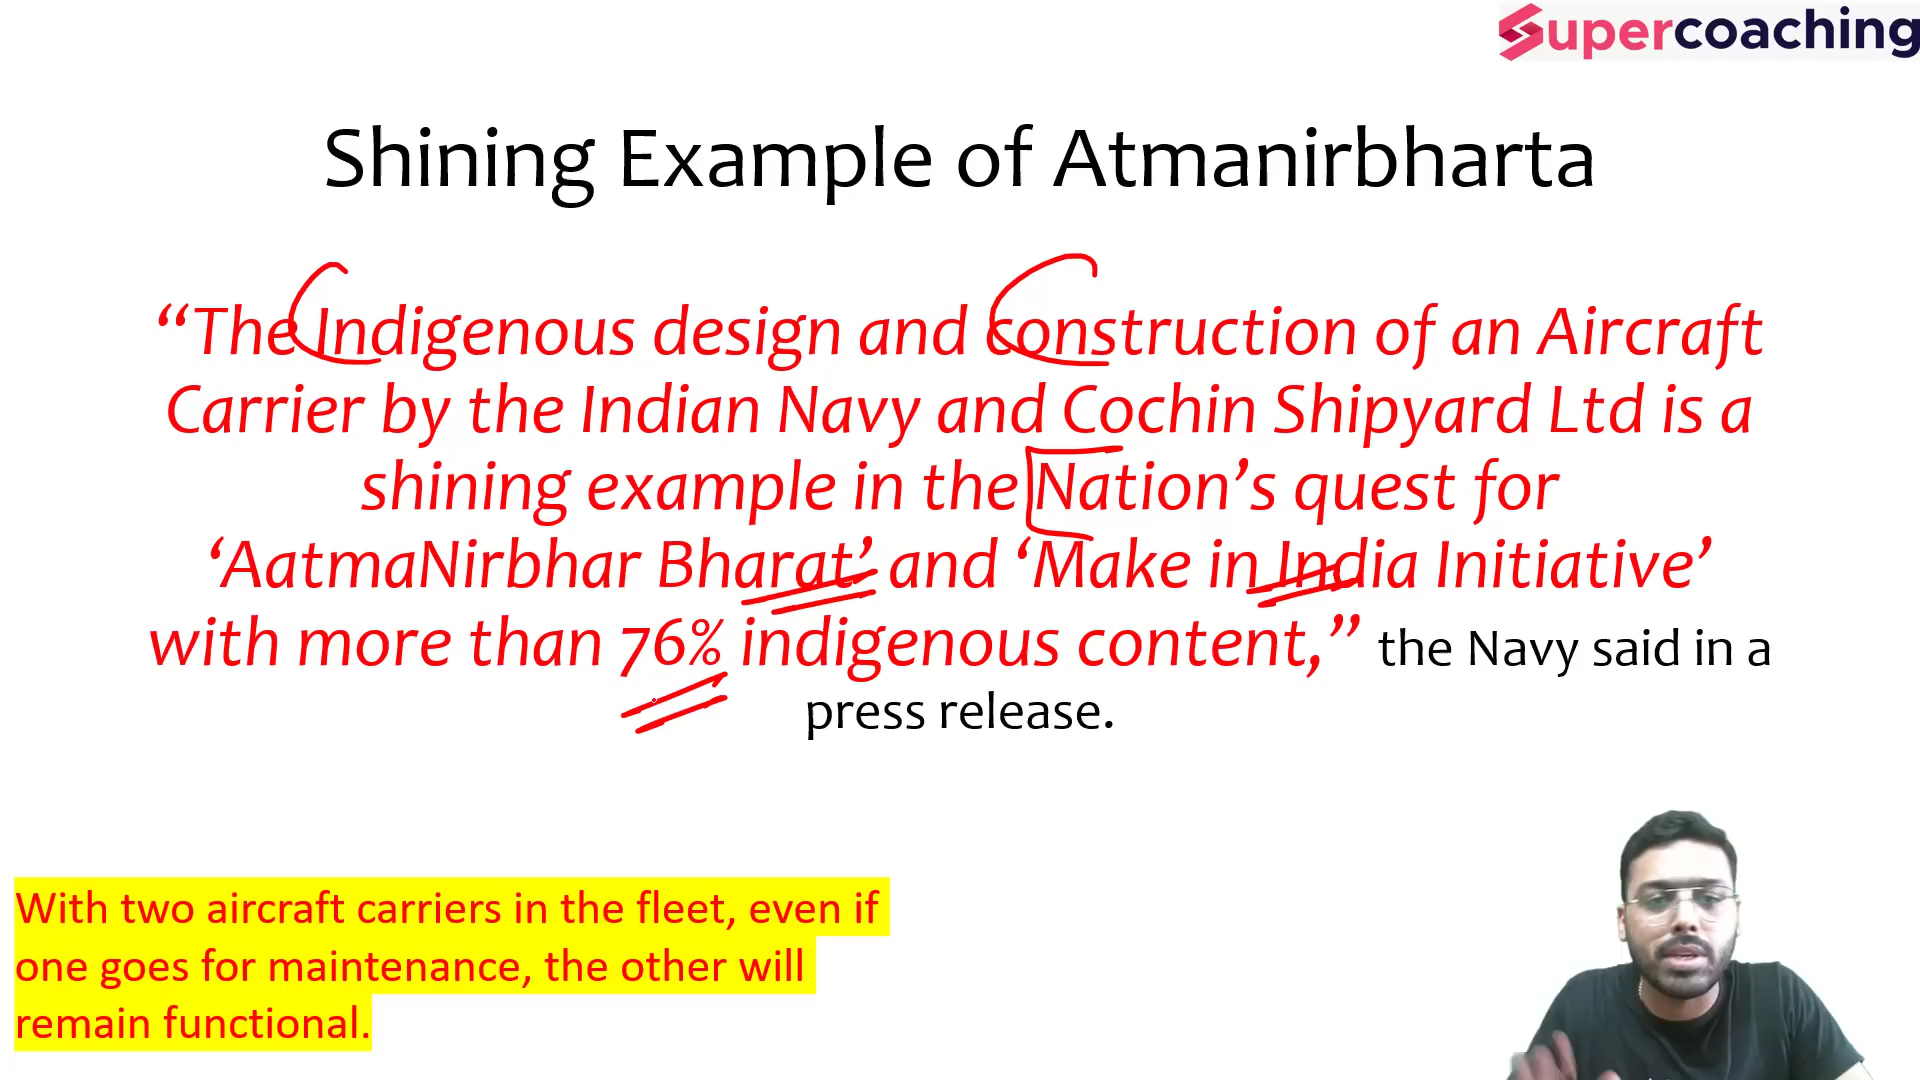 Supercoaching
Shining Example of Atmanirbharta
“The Indigenous design and construction of an Aircraft
Carrier by the Indian Navy and Cochin Shipyard Ltd is a
shining example in the Nation’s quest for
‘AatmaNirbhar Bharat’ and ‘Make in India Initiative’
with more than 76% indigenous content,” the Navy said in a
press release.
With two aircraft carriers in the fleet, even if
one goes for maintenance, the other will
remain functional.